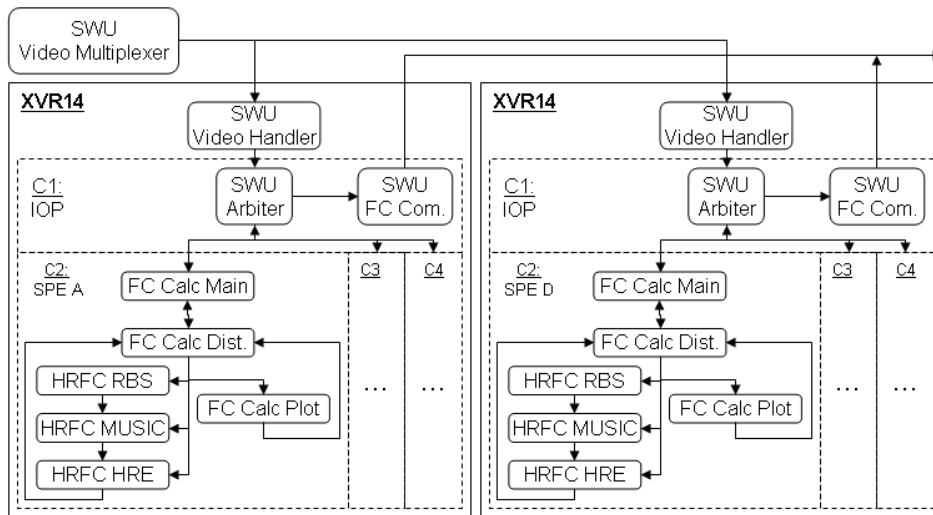 SWU
Video Multiplexer
XVR14
SWU
Video Handler
C1:
IOP
SWU
Arbiter
SWU
FC Com.
C2:
SPE A
FC Calc Main
C3
C4
FC Calc Dist.
HRFC RBS
FC Calc Plot
HRFC MUSIC
HRFC HRE
...
...
XVR14
SWU
Video Handler
C1:
IOP
SWU
Arbiter
SWU
FC Com.
C2:
SPE D
FC Calc Main
C3
C4
FC Calc Dist.
HRFC RBS
FC Calc Plot
HRFC MUSIC
HRFC HRE
...
...